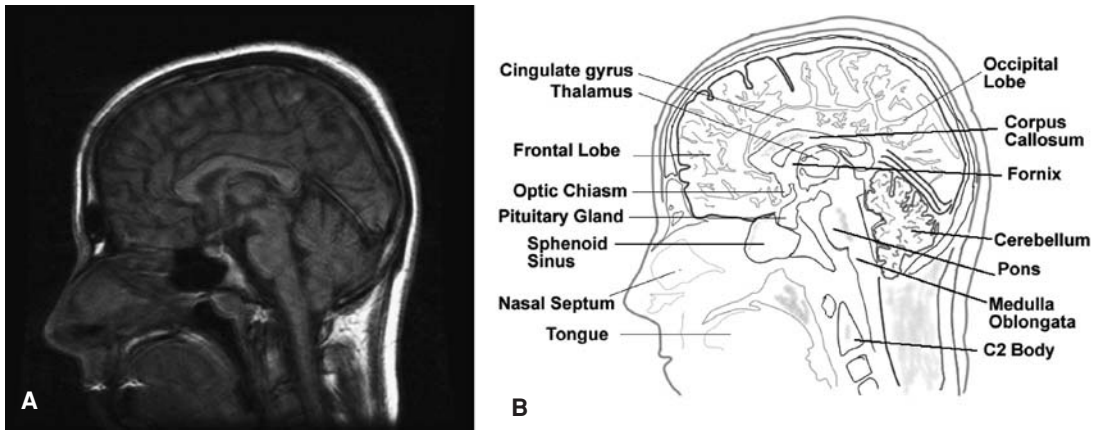 A
B
Cingulate gyrus
Thalamus
Frontal Lobe
Optic Chiasm
Pituitary Gland
Sphenoid
Sinus
Nasal Septum
Tongue
Occipital
Lobe
Corpus
Callosum
Fornix
Cerebellum
Pons
Medulla
Oblongata
C2 Body